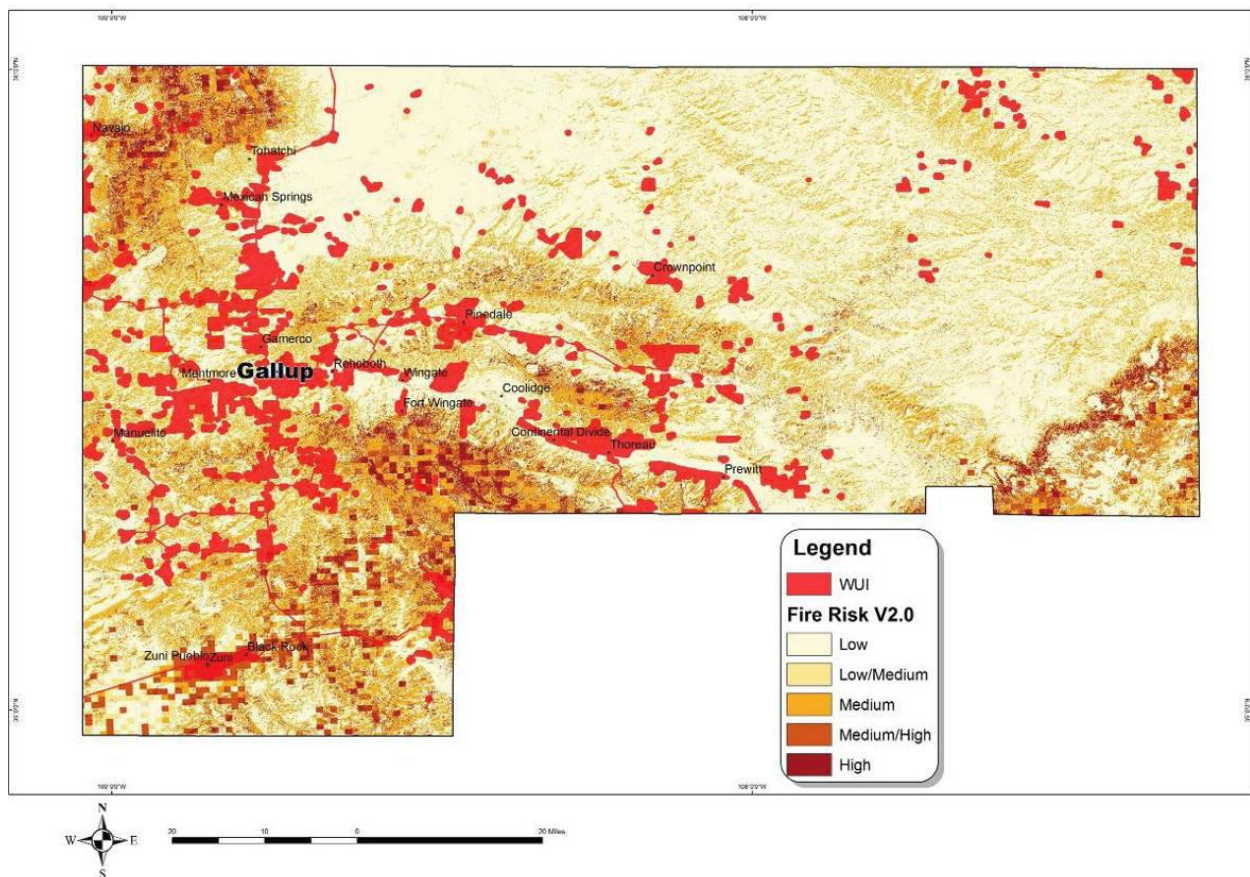 Navajo
Tohatchi
Mexican Springs
Crownpoint
Pinedale
Gamerco
Mentmore
Gallup
Rehoboth
Wingate
Coolidge
Fort Wingate
Manuelito
Continental Divide
Thoreau
Prewitt
Zuni Pueblo
Zuni
Black Rock
Legend
WUI
Fire Risk V2.0
Low
Low/Medium
Medium
Medium/High
High
N
W
E
S
20
10
0
20 Miles